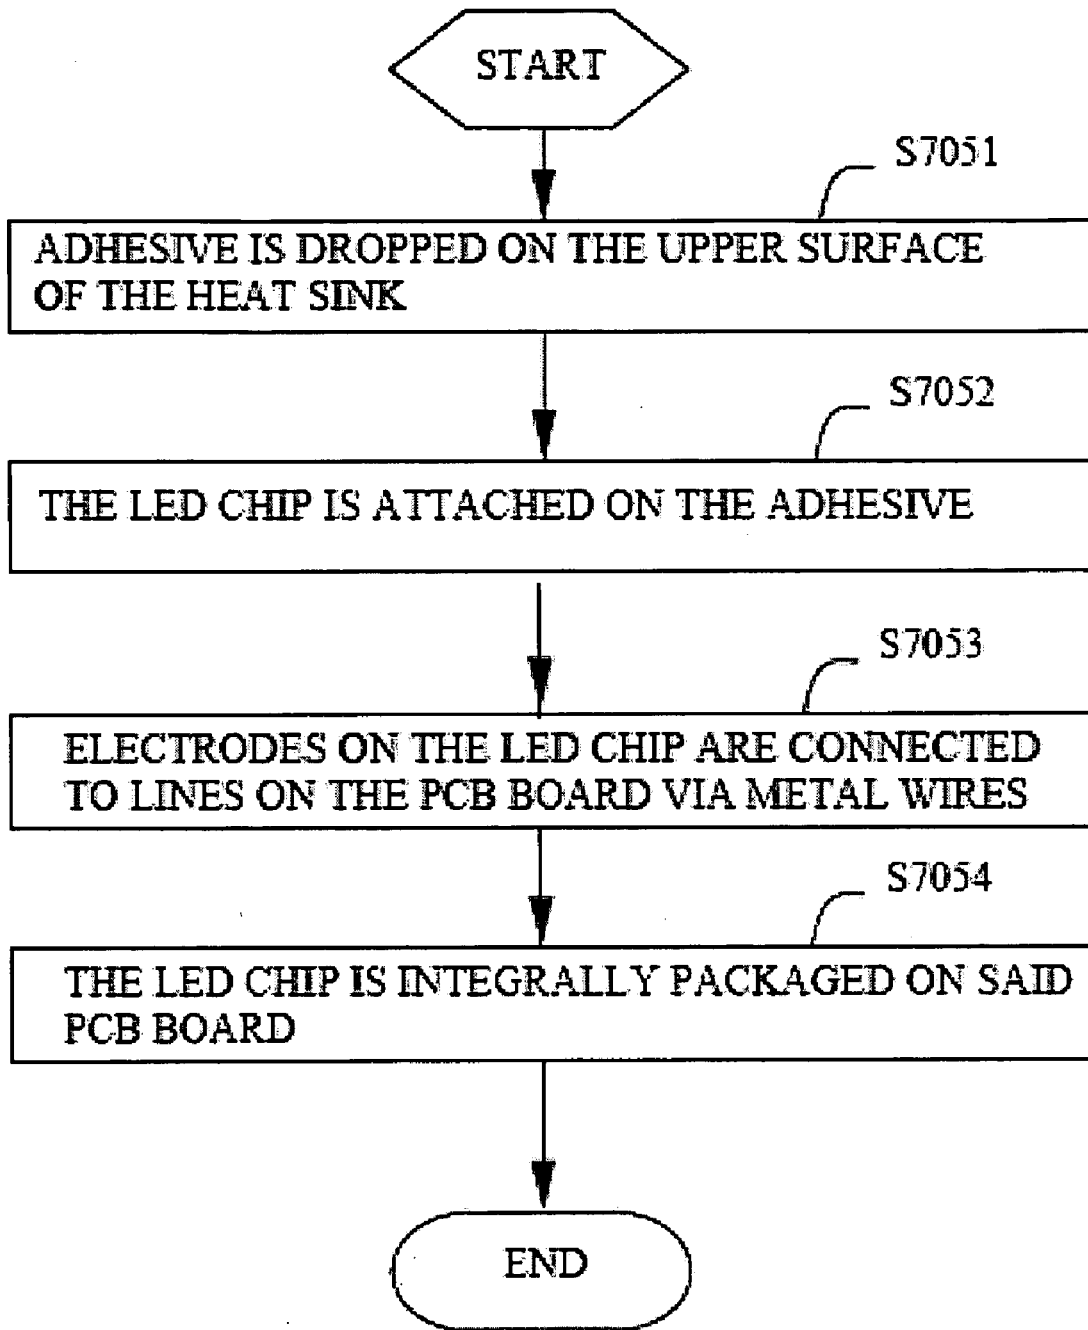 START
S7051
ADHESIVE IS DROPPED ON THE UPPER SURFACE
OF THE HEAT SINK
S7052
THE LED CHIP IS ATTACHED ON THE ADHESIVE
S7053
ELECTRODES ON THE LED CHIP ARE CONNECTED
TO LINES ON THE PCB BOARD VIA METAL WIRES
S7054
THE LED CHIP IS INTEGRALLY PACKAGED ON SAID
PCB BOARD
END